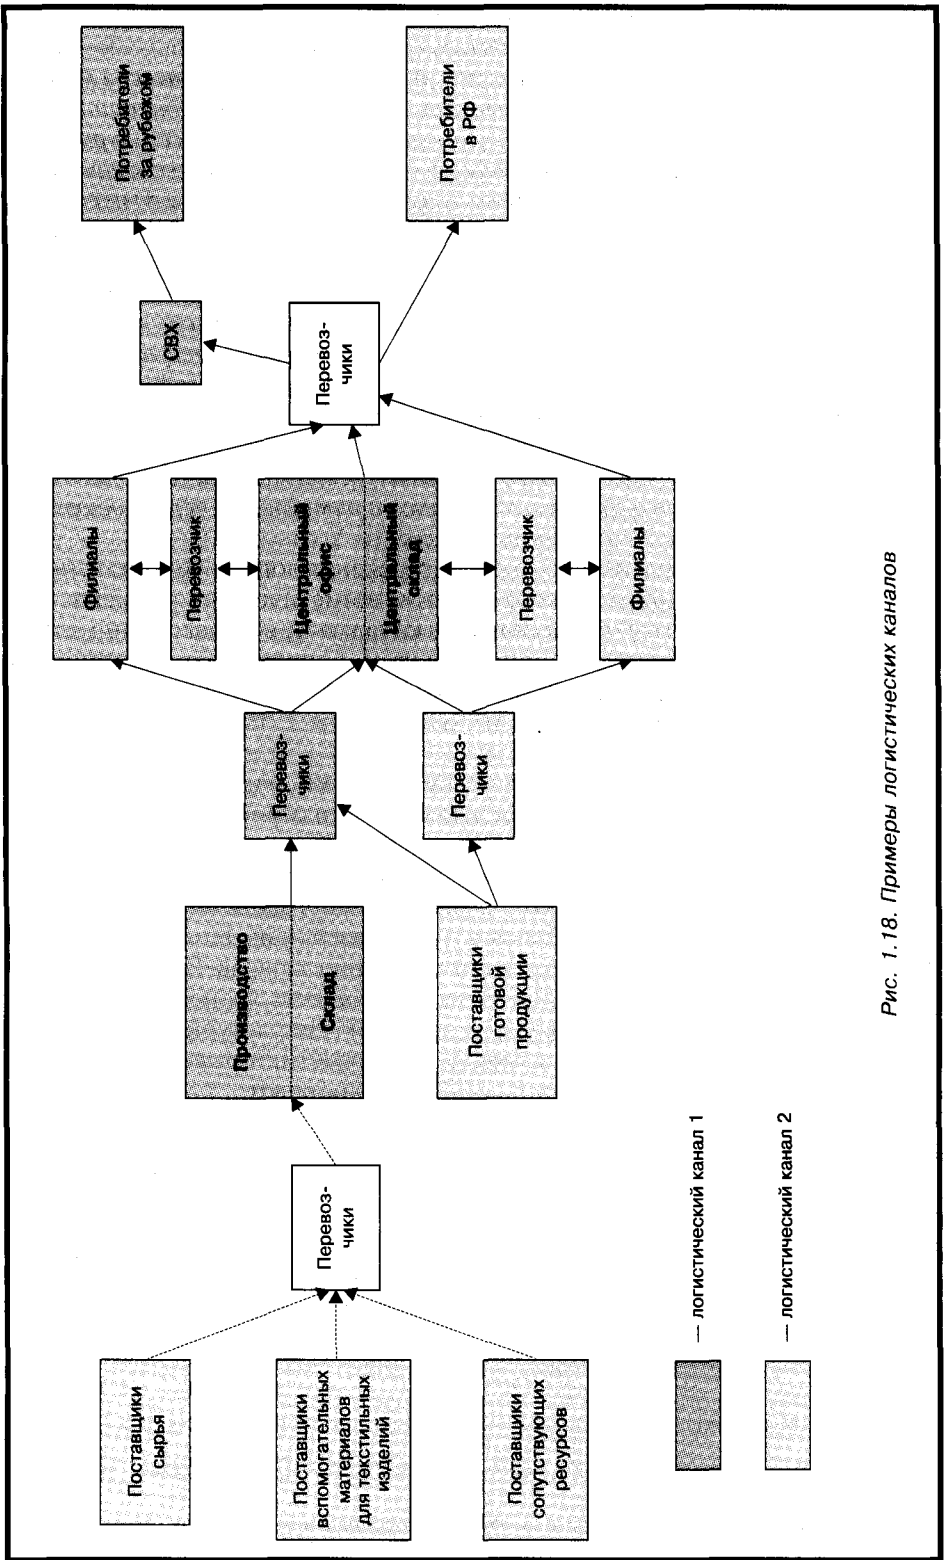 Поставщики
сырья
Поставщики
вспомогательных
материалов
для текстильных
изделий
Поставщики
сопутствующих
ресурсов
Перевоз-
чики
Производство
Склад
Поставщики
готовой
продукции
Перевоз-
чики
Перевоз-
чики
Филиалы
Перевозчик
Центральный
офис
Центральный
склад
Перевозчик
Филиалы
Перевоз-
чики
СВХ
Потребители
за рубежом
Потребители
в РФ
— логистический канал 1
— логистический канал 2
Рис. 1.18. Примеры логистических каналов